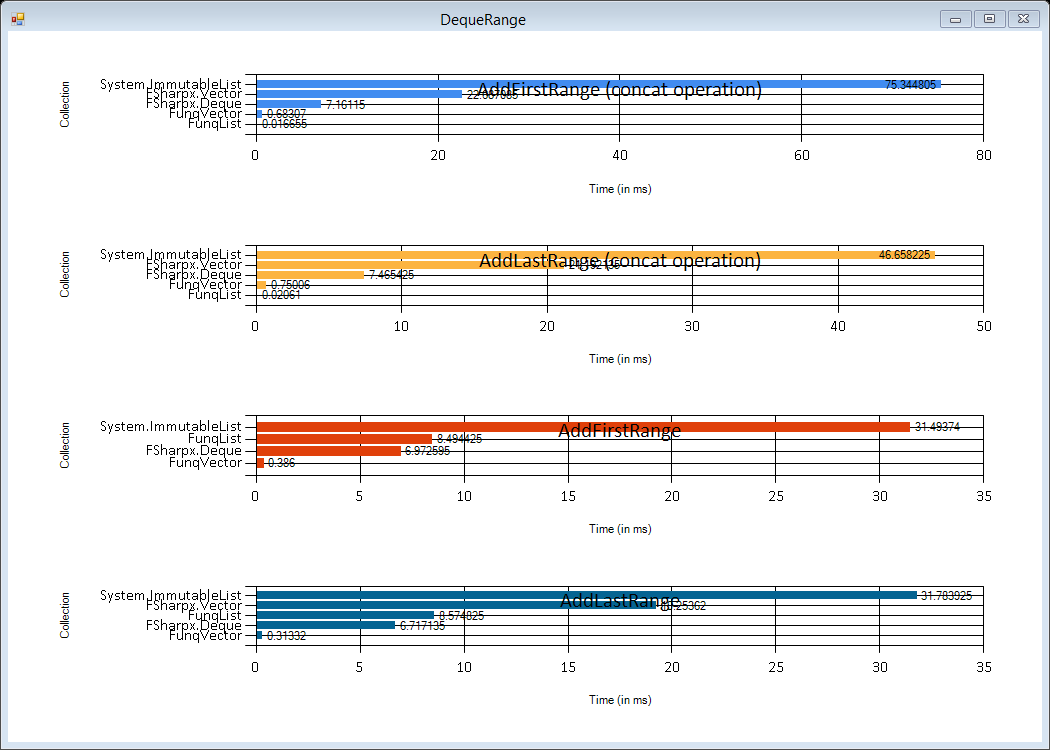 DequeRange
AddFirstRange (concat operation)
Collection
System.ImmutableList 75.344805
FSharpx.Vector
FSharpx.Deque 7.16115
FunqVector 0.68307
FunqList 0.016655
0 20 40 60 80
Time (in ms)
AddLastRange (concat operation)
Collection
System.ImmutableList 46.658225
FSharpx.Vector
FSharpx.Deque 7.465425
FunqVector 0.75006
FunqList 0.02061
0 10 20 30 40 50
Time (in ms)
AddFirstRange
Collection
System.ImmutableList 31.49374
FunqList 8.494425
FSharpx.Deque 6.972595
FunqVector 0.386
0 5 10 15 20 25 30 35
Time (in ms)
AddLastRange
Collection
System.ImmutableList 31.783925
FSharpx.Vector
FunqList 8.574825
FSharpx.Deque 6.717135
FunqVector 0.31332
0 5 10 15 20 25 30 35
Time (in ms)